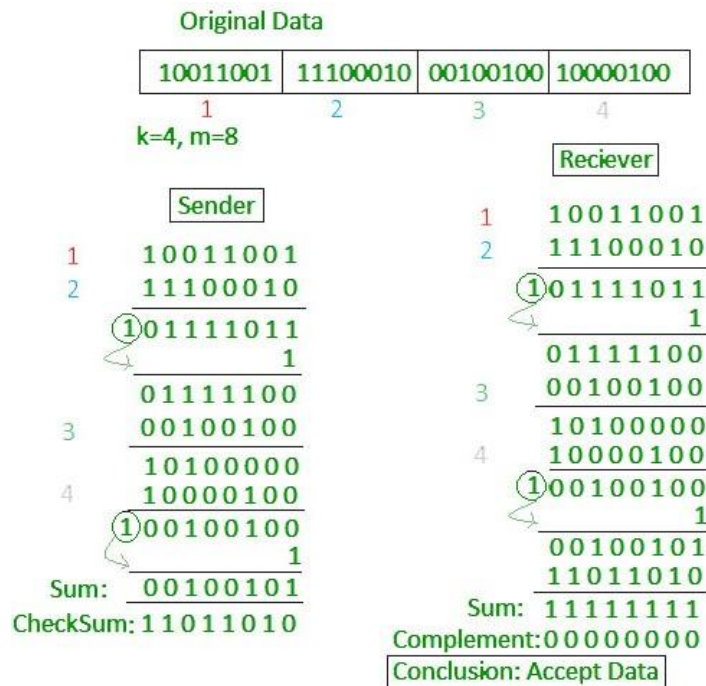 Original Data
10011001 11100010 00100100 10000100
1 2 3 4
k=4, m=8
Sender
1 10011001
2 11100010
1 01111011
1
01111100
3 00100100
10100000
4 10000100
1 00100100
1
Sum: 00100101
CheckSum: 11011010
Reciever
1 10011001
2 11100010
1 01111011
1
01111100
3 00100100
10100000
4 10000100
1 00100100
1
00100101
11011010
Sum: 11111111
Complement: 00000000
Conclusion: Accept Data